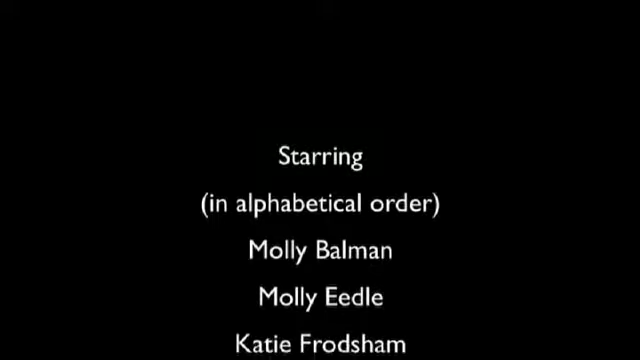 Starring
(in alphabetical order)
Molly Balman
Molly Eedle
Katie Frodsham